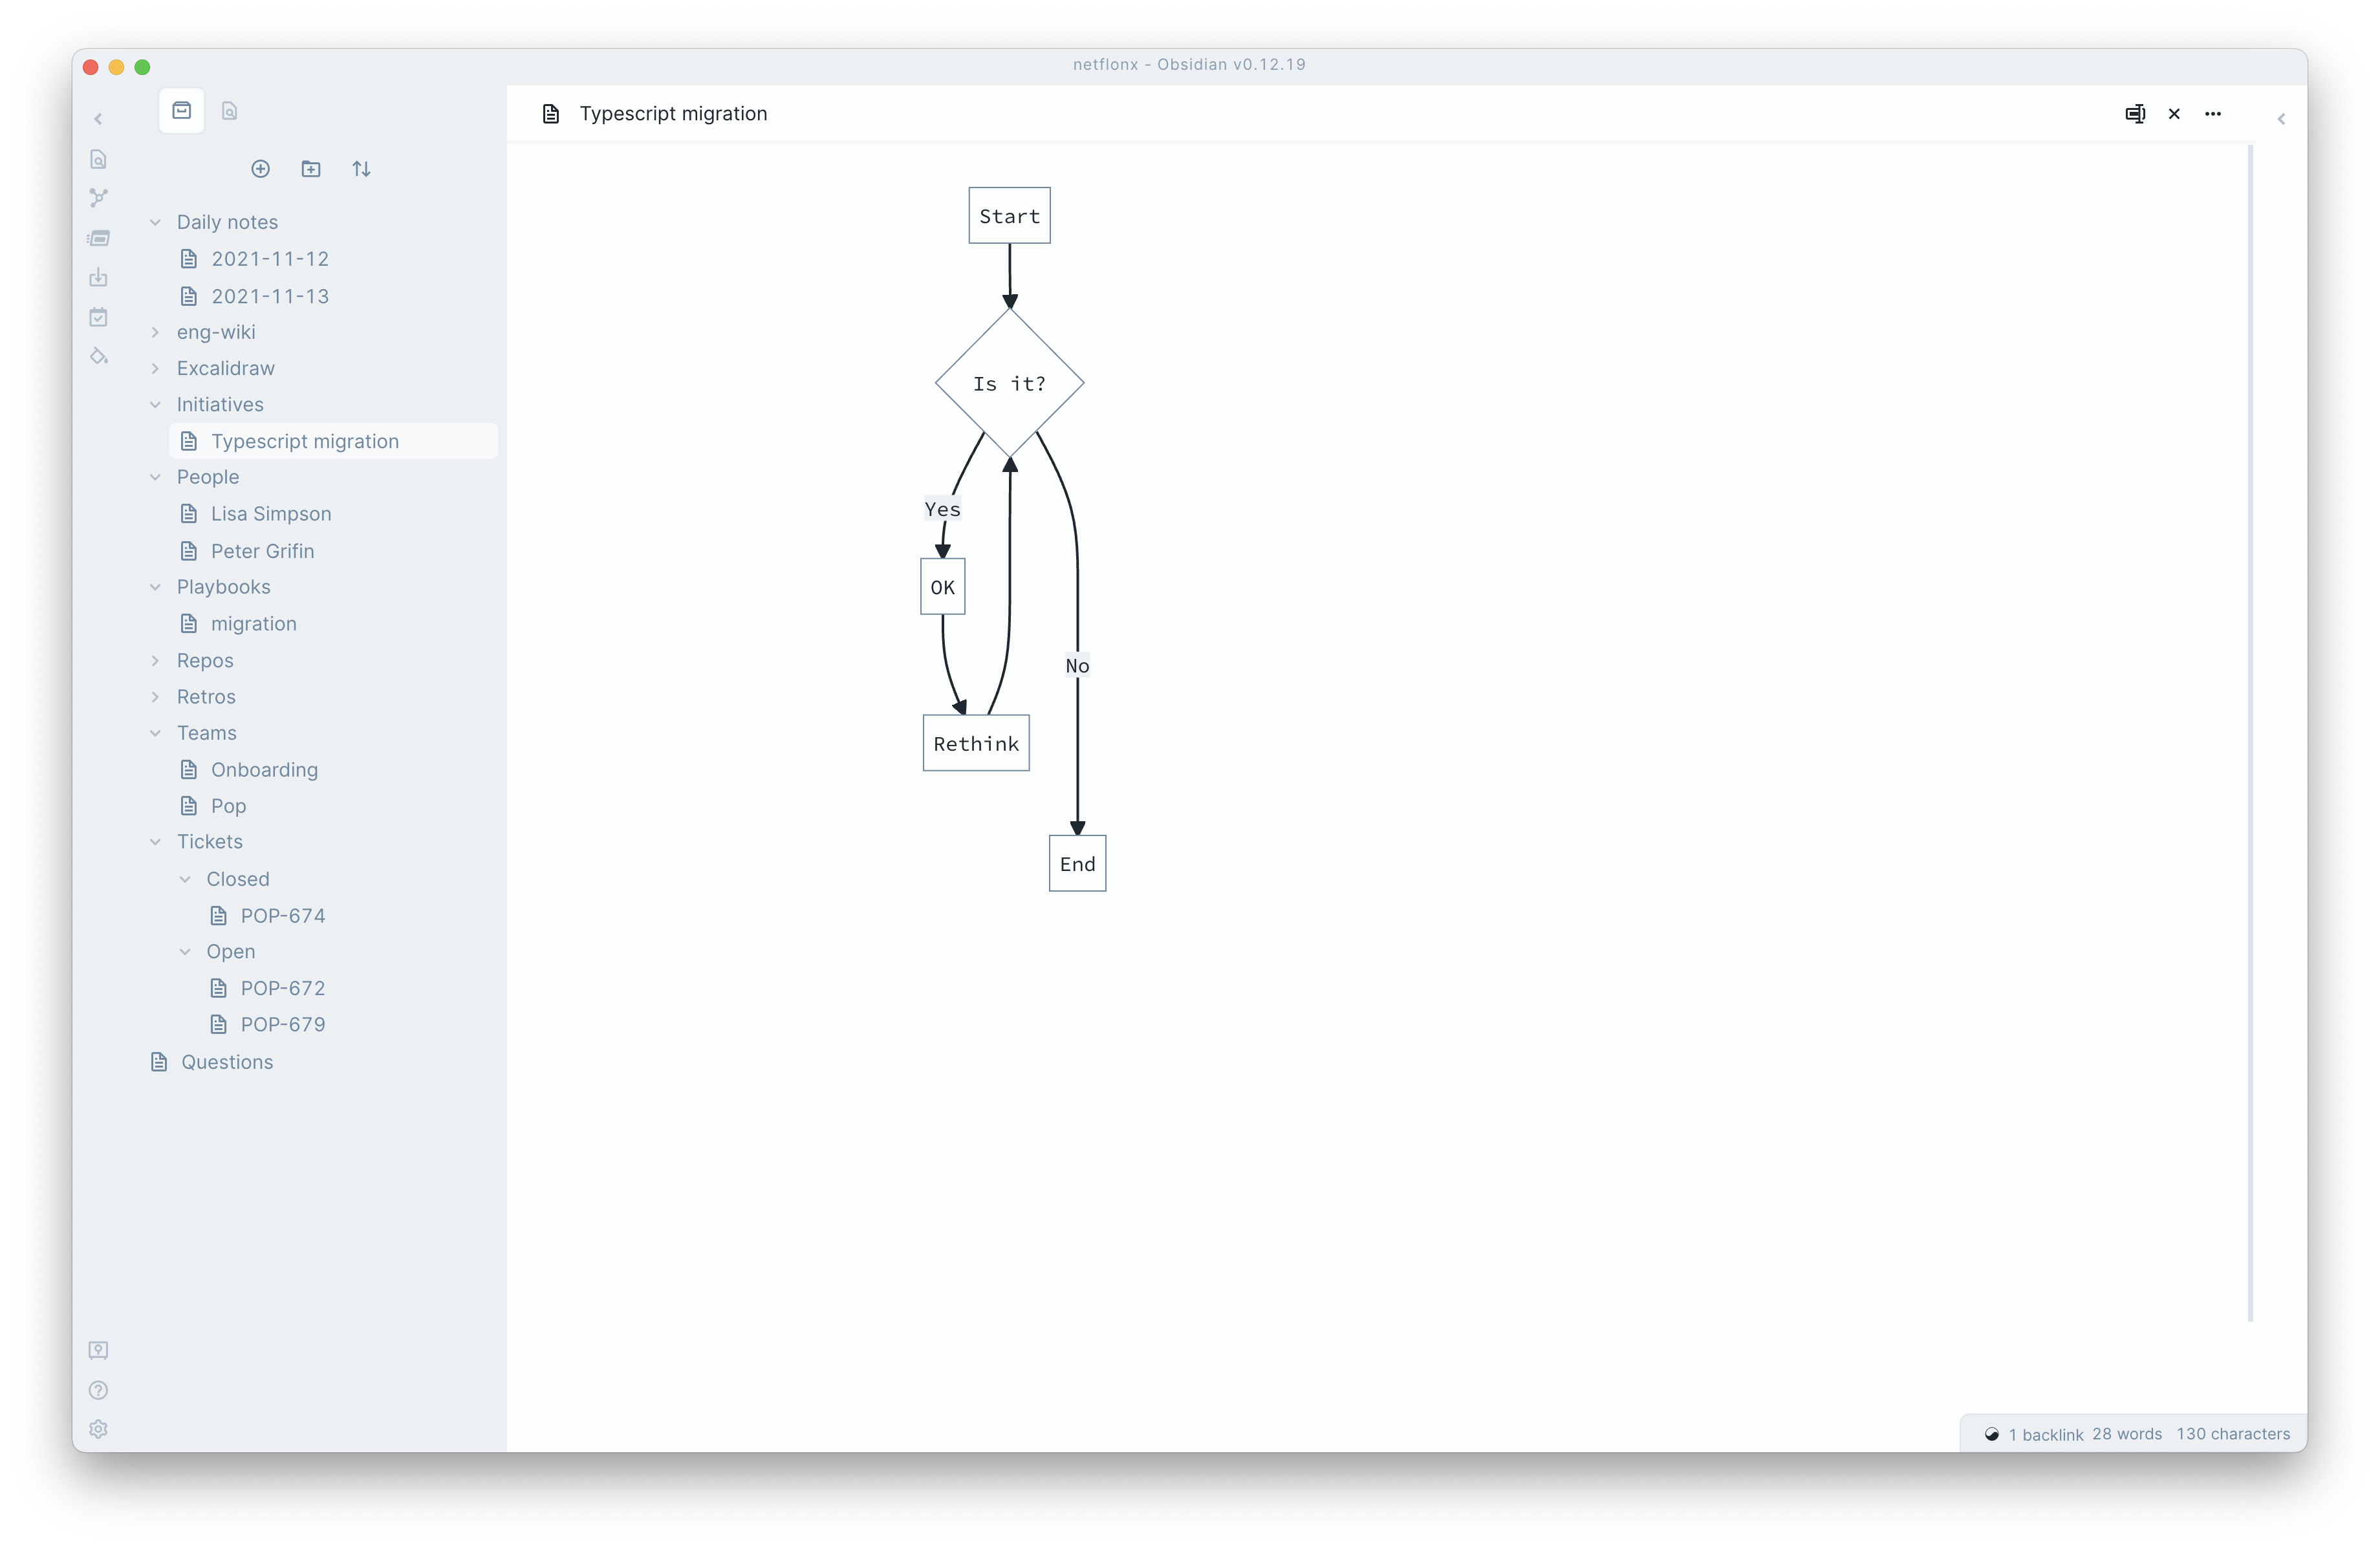 netflonx - Obsidian v0.12.19
Daily notes
2021-11-12
2021-11-13
eng-wiki
Excalidraw
Initiatives
Typescript migration
People
Lisa Simpson
Peter Grifin
Playbooks
migration
Repos
Retros
Teams
Onboarding
Pop
Tickets
Closed
POP-674
Open
POP-672
POP-679
Questions
Typescript migration
Start
Is it?
Yes
OK
No
Rethink
End
1 backlink 28 words 130 characters